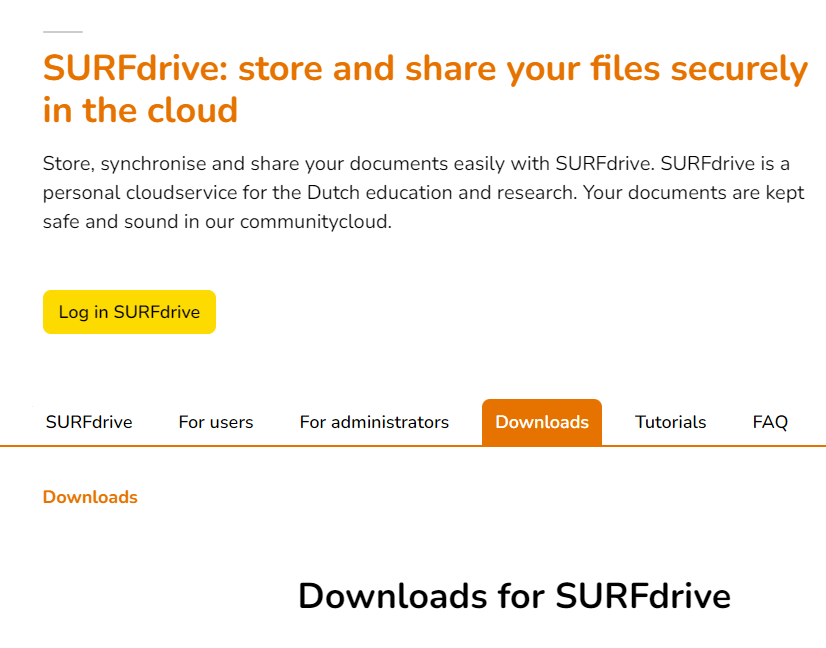 SURFdrive: store and share your files securely
in the cloud
Store, synchronise and share your documents easily with SURFdrive. SURFdrive is a
personal cloudservice for the Dutch education and research. Your documents are kept
safe and sound in our communitycloud.
Log in SURFdrive
SURFdrive For users For administrators Downloads Tutorials FAQ
Downloads
Downloads for SURFdrive